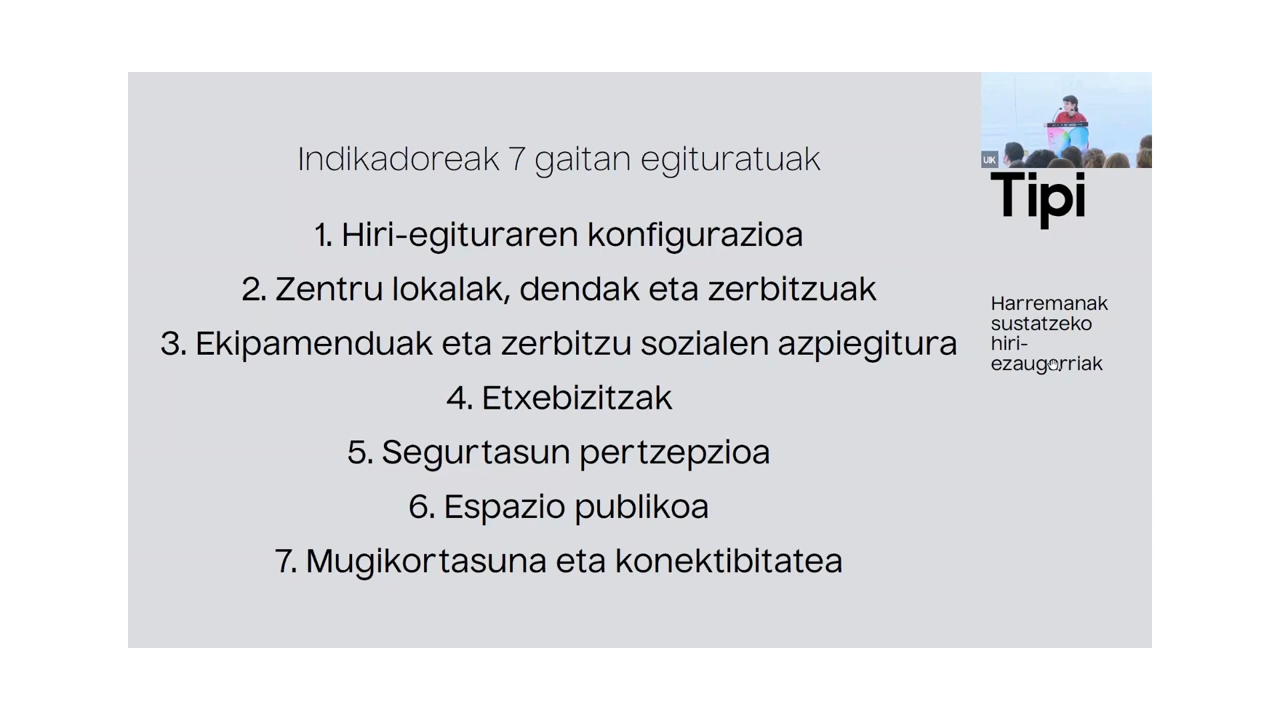 Indikadoreak 7 gaitan egituratuak
1. Hiri-egituraren konfigurazioa
2. Zentru lokalak, dendak eta zerbitzuak
3. Ekipamenduak eta zerbitzu sozialen azpiegitura
4. Etxebizitzak
5. Segurtasun pertzepzioa
6. Espazio publikoa
7. Mugikortasuna eta konektibitatea
UIK
Tipi
Harremanak
sustatzeko
hiri-
ezaugarriak